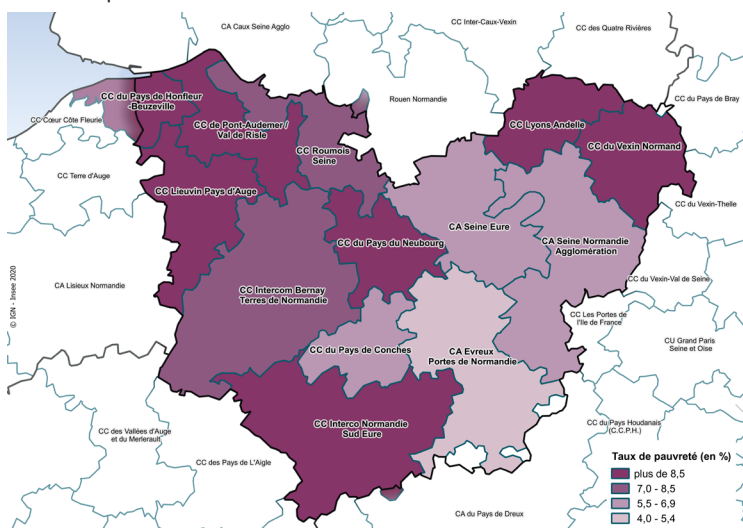 CA Caux Seine Agglo
CC Inter-Caux-Vexin
CC des Quatre Rivières
CC du Pays de Bray
Rouen Normandie
CC du Pays de Honfleur
-Beuzeville
CC Cœur Côte Fleurie
CC de Pont-Audemer /
Val de Risle
CC Lyons Andelle
CC Roumois
Seine
CC du Vexin Normand
CC Terre d'Auge
CC Lieuvin Pays d'Auge
CC du Vexin-Thelle
CA Seine Eure
CC du Pays du Neubourg
CA Seine Normandie
Agglomération
CC du Vexin-Val de Seine
CA Lisieux Normandie
CC Intercom Bernay
Terres de Normandie
© IGN - Insee 2020
CC Les Portes de
l'Ile de France
CC du Pays de Conches
CA Evreux
Portes de Normandie
CU Grand Paris
Seine et Oise
CC Interco Normandie
Sud Eure
CC des Vallées d'Auge
et du Merlerault
CC du Pays Houdanais
(C.C.P.H.)
CC des Pays de L'Aigle
CA du Pays de Dreux
Taux de pauvreté (en %)
plus de 8,5
7,0 - 8,5
5,5 - 6,9
4,0 - 5,4